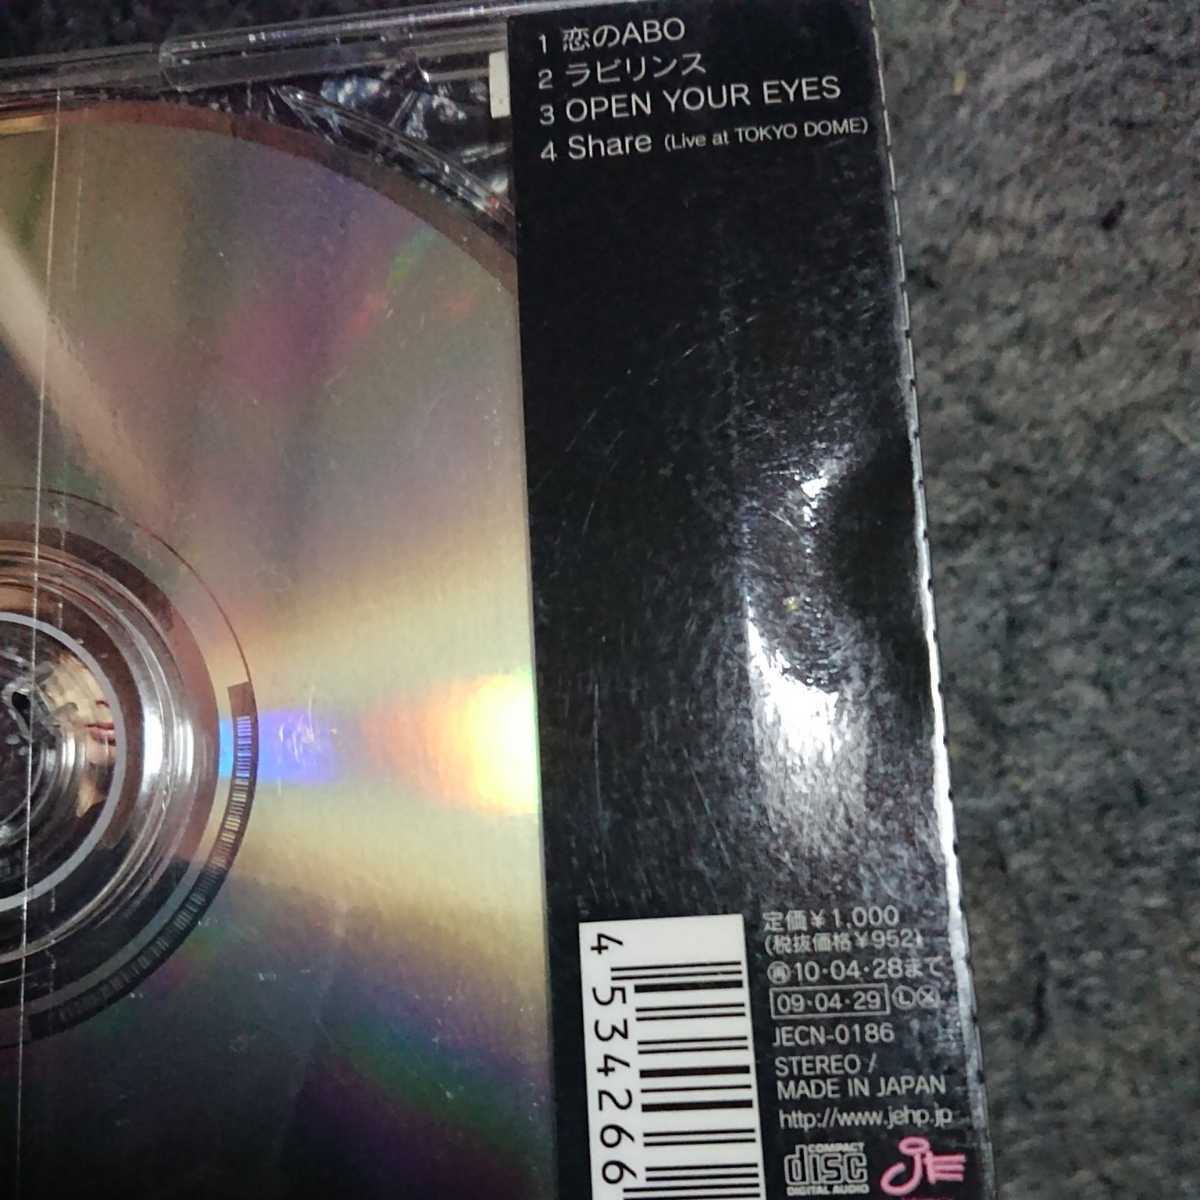 1 恋のABO
2 ラビリンス
3 OPEN YOUR EYES
4 Share (Live at TOKYO DOME)
定価¥1,000
(税抜価格¥952)
再10·04·28まで
09·04·29 ⓁⓍ
JECN-0186
STEREO /
MADE IN JAPAN
http://www.jehp.jp
COMPACT
disc
DIGITAL AUDIO
JE
4 534266